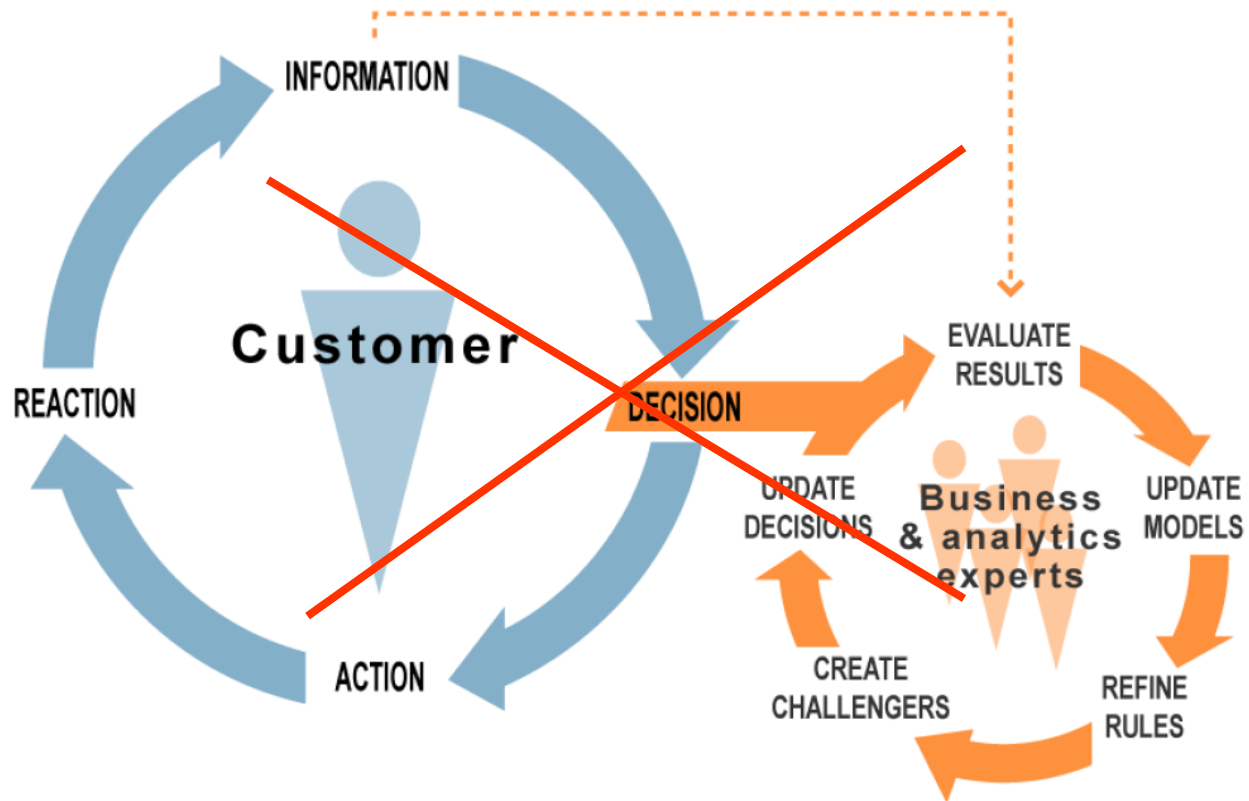 INFORMATION
Customer
REACTION
DECISION
ACTION
EVALUATE
RESULTS
UPDATE
MODELS
REFINE
RULES
CREATE
CHALLENGERS
UPDATE
DECISIONS
Business
& analytics
experts